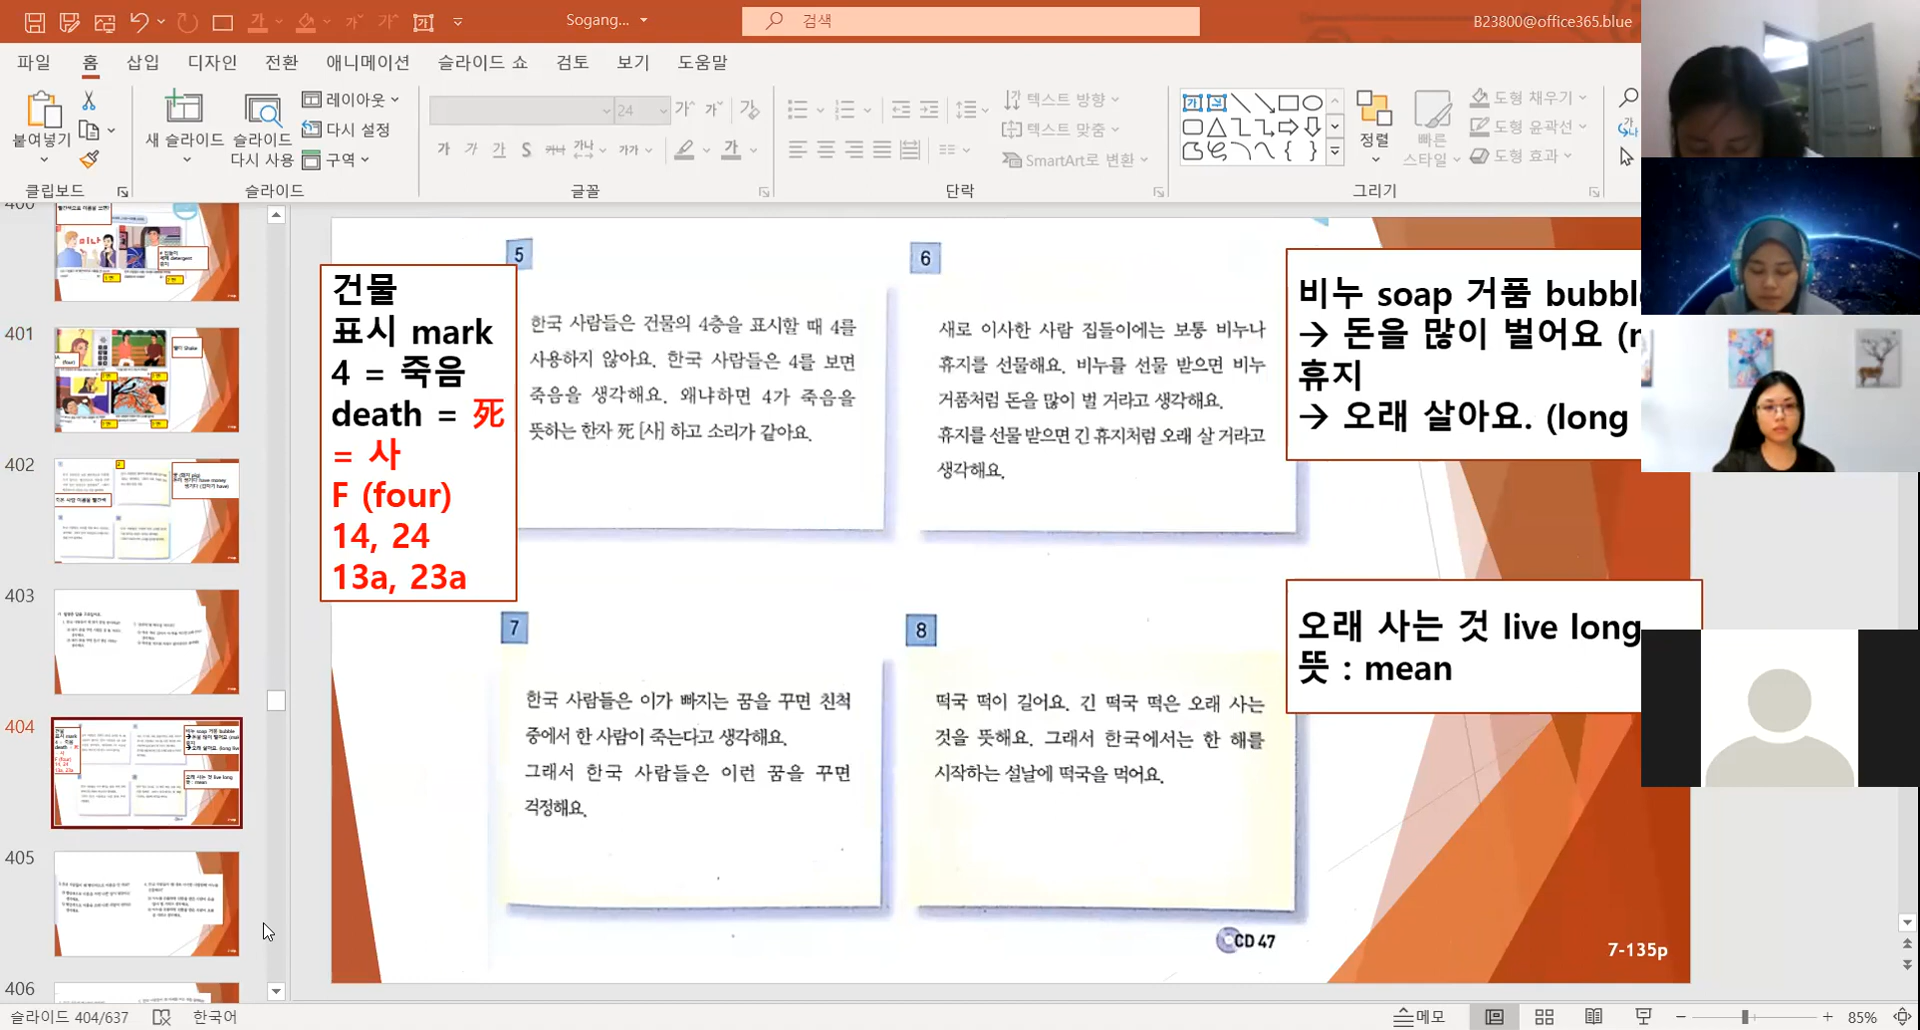 Sogang...
검색
B23800@office365.blue
파일 홈 삽입 디자인 전환 애니메이션 슬라이드 쇼 검토 보기 도움말
붙여넣기
클립보드
새 슬라이드
슬라이드 다시 사용
레이아웃
다시 설정
구역
슬라이드
24
가 가 가 S 가나 가가 가
글꼴
단락
텍스트 방향
텍스트 맞춤
SmartArt로 변환
정렬
빠른 스타일
도형 채우기
도형 윤곽선
도형 효과
그리기
400
401
402
403
404
405
406
건물
표시 mark
4 = 죽음
death = 死
= 사
F (four)
14, 24
13a, 23a
5
한국 사람들은 건물의 4층을 표시할 때 4를
사용하지 않아요. 한국 사람들은 4를 보면
죽음을 생각해요. 왜냐하면 4가 죽음을
뜻하는 한자 死 [사] 하고 소리가 같아요.
6
새로 이사한 사람 집들이에는 보통 비누나
휴지를 선물해요. 비누를 선물 받으면 비누
거품처럼 돈을 많이 벌 거라고 생각해요.
휴지를 선물 받으면 긴 휴지처럼 오래 살 거라고
생각해요.
비누 soap 거품 bubbl
→ 돈을 많이 벌어요 (
휴지
→ 오래 살아요. (long
7
한국 사람들은 이가 빠지는 꿈을 꾸면 친척
중에서 한 사람이 죽는다고 생각해요.
그래서 한국 사람들은 이런 꿈을 꾸면
걱정해요.
8
떡국 떡이 길어요. 긴 떡국 떡은 오래 사는
것을 뜻해요. 그래서 한국에서는 한 해를
시작하는 설날에 떡국을 먹어요.
오래 사는 것 live long
뜻 : mean
CD 47
7-135p
슬라이드 404/637
한국어
메모
85%